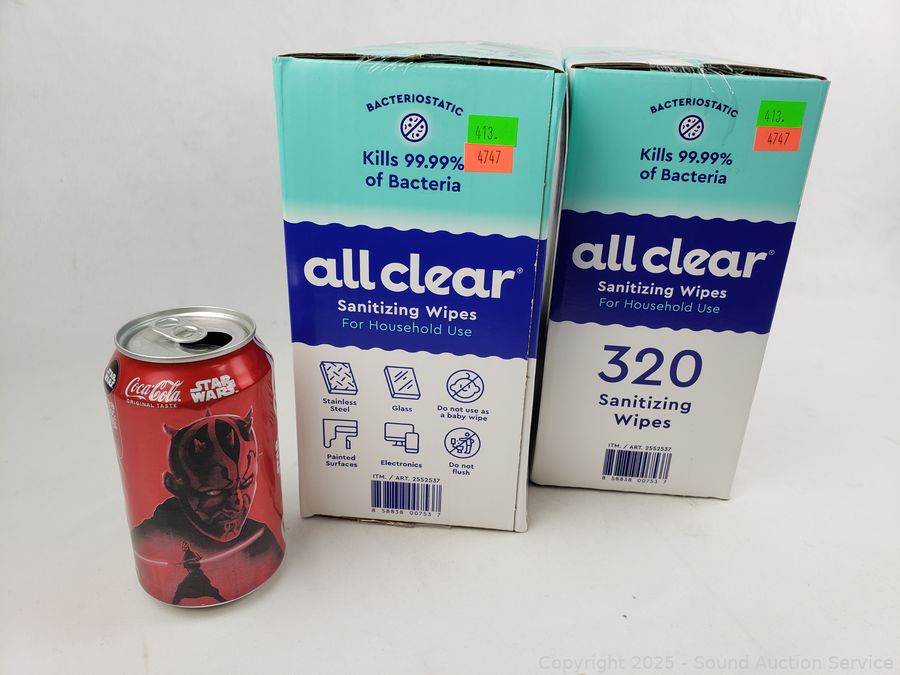 BACTERIOSTATIC
Kills 99.99%
of Bacteria
413.
4747
all clear®
Sanitizing Wipes
For Household Use
Stainless
Steel
Glass
Do not use as
a baby wipe
Painted
Surfaces
Electronics
Do not
flush
ITM. / ART. 2552537
8 58838 00753 7
BACTERIOSTATIC
Kills 99.99%
of Bacteria
413.
4747
all clear®
Sanitizing Wipes
For Household Use
320
Sanitizing
Wipes
ITM. / ART. 2552537
8 58838 00753 7
Coca-Cola
ORIGINAL TASTE
STAR
WARS
Copyright 2025 - Sound Auction Service